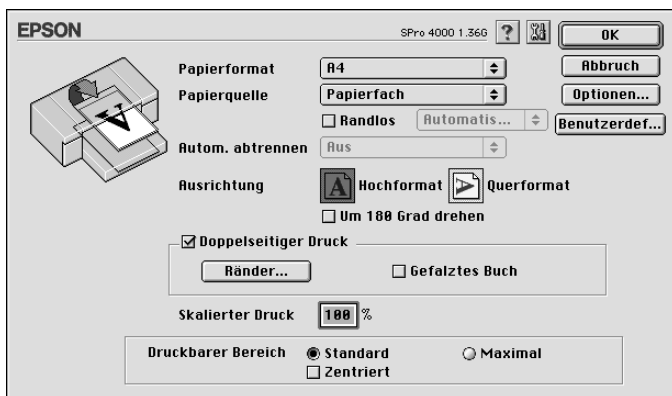 EPSON
SPro 4000 1.36G ?
OK
Papierformat A4
Abbruch
Papierquelle Papierfach
Optionen...
Randlos Automatis...
Benutzerdef...
Autom. abtrennen Aus
Ausrichtung A Hochformat A Querformat
Um 180 Grad drehen
Doppelseitiger Druck
Ränder... Gefalztes Buch
Skalierter Druck 100 %
Druckbarer Bereich Standard Maximal
Zentriert